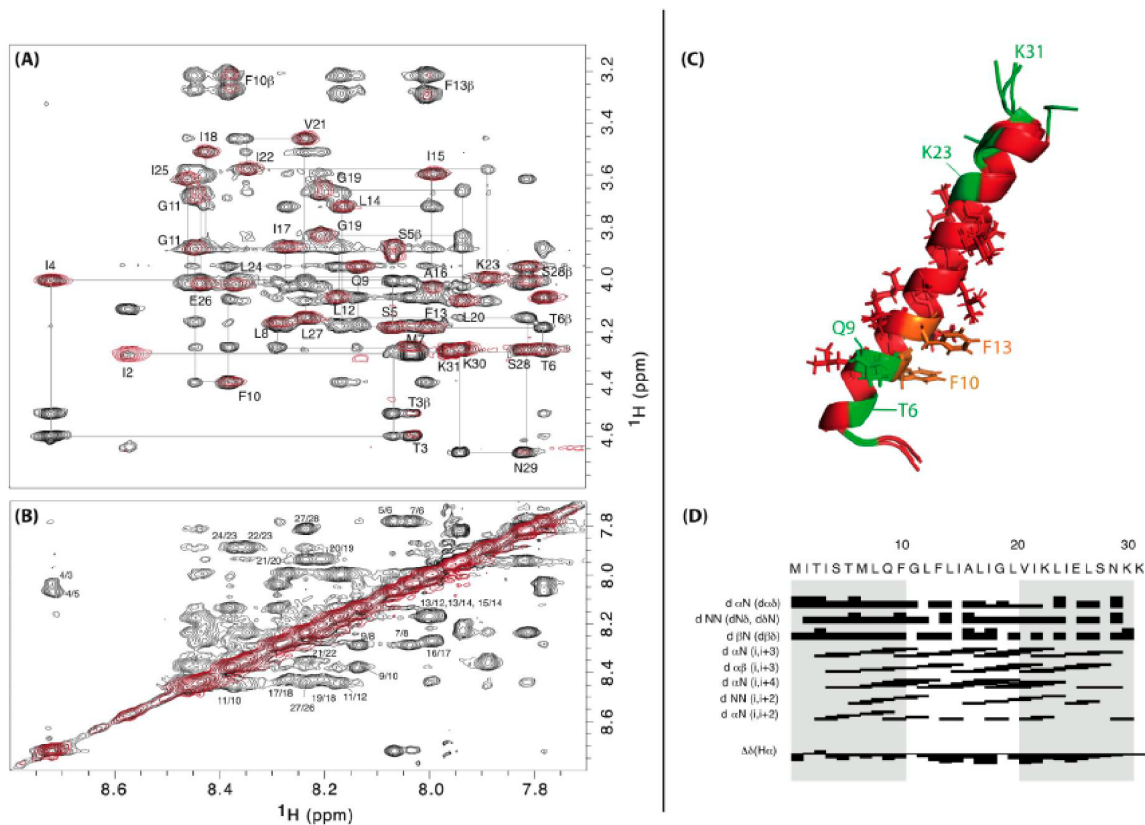 (A)
3.2
3.4
3.6
3.8
4.0
4.2
4.4
4.6
¹H (ppm)
F10β
F13β
V21
I18
I22
I15
I25
G19
G11
L14
G11
I17
G19
S5β
I4
L24
Q9
A16
K23
S28β
E26
L12
S5
F13
L20
T6β
L8
L27
M7
I2
K31
K30
S28
T6
F10
T3β
T3
N29
(B)
7.8
8.0
8.2
8.4
8.6
¹H (ppm)
27/28
5/6
7/6
24/23
22/23
20/19
21/20
4/3
4/5
13/12,13/14, 15/14
9/8
7/8
16/17
21/22
9/10
11/10
17/18
19/18
11/12
27/26
8.6
8.4
8.2
8.0
7.8
¹H (ppm)
(C)
K31
K23
Q9
F13
F10
T6
(D)
10
20
30
M I T I S T M L Q F G L F L I A L I G L V I K L I E L S N K K
d αN (dαδ)
d NN (dNδ, dδN)
d βN (dβδ)
d αN (i,i+3)
d αβ (i,i+3)
d αN (i,i+4)
d NN (i,i+2)
d αN (i,i+2)
Δδ(Hα)